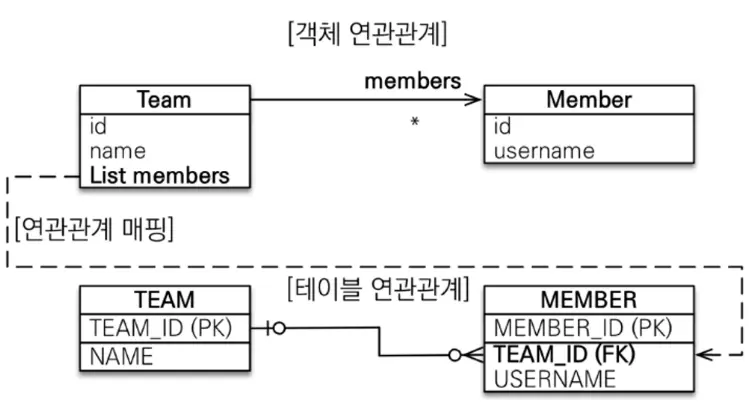 [객체 연관관계]
members
Team
Member
*
id
name
List members
id
username
[연관관계 매핑]
[테이블 연관관계]
TEAM
TEAM_ID (PK)
NAME
MEMBER
MEMBER_ID (PK)
TEAM_ID (FK)
USERNAME